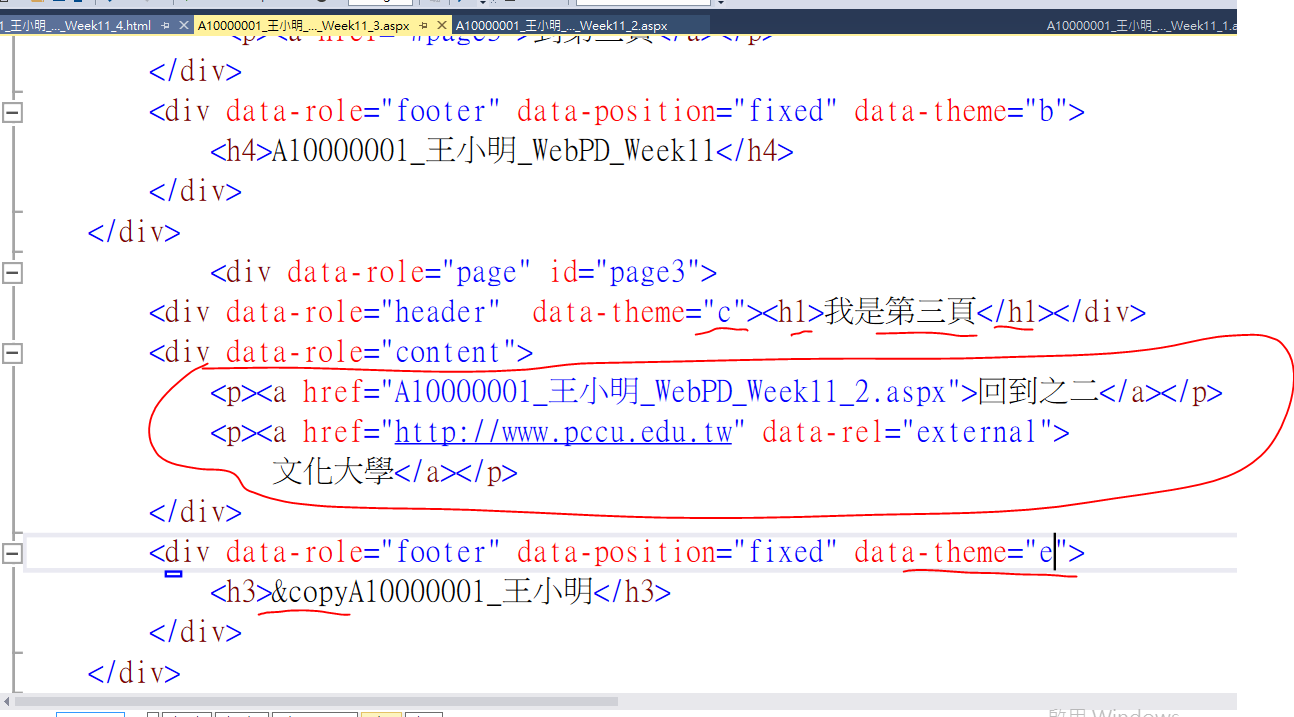 1_王小明_..._Week11_4.html A10000001_王小明_..._Week11_3.aspx A10000001_王小明_..._Week11_2.aspx A10000001_王小明_..._Week11_1.a
<p><a href="#page3">到第三頁</a></p>
</div>
<div data-role="footer" data-position="fixed" data-theme="b">
<h4>A10000001_王小明_WebPD_Week11</h4>
</div>
</div>
<div data-role="page" id="page3">
<div data-role="header"  data-theme="c"><h1>我是第三頁</h1></div>
<div data-role="content">
<p><a href="A10000001_王小明_WebPD_Week11_2.aspx">回到之二</a></p>
<p><a href="http://www.pccu.edu.tw" data-rel="external">
文化大學</a></p>
</div>
<div data-role="footer" data-position="fixed" data-theme="e">
<h3>&copyA10000001_王小明</h3>
</div>
</div>
啟用 Windows